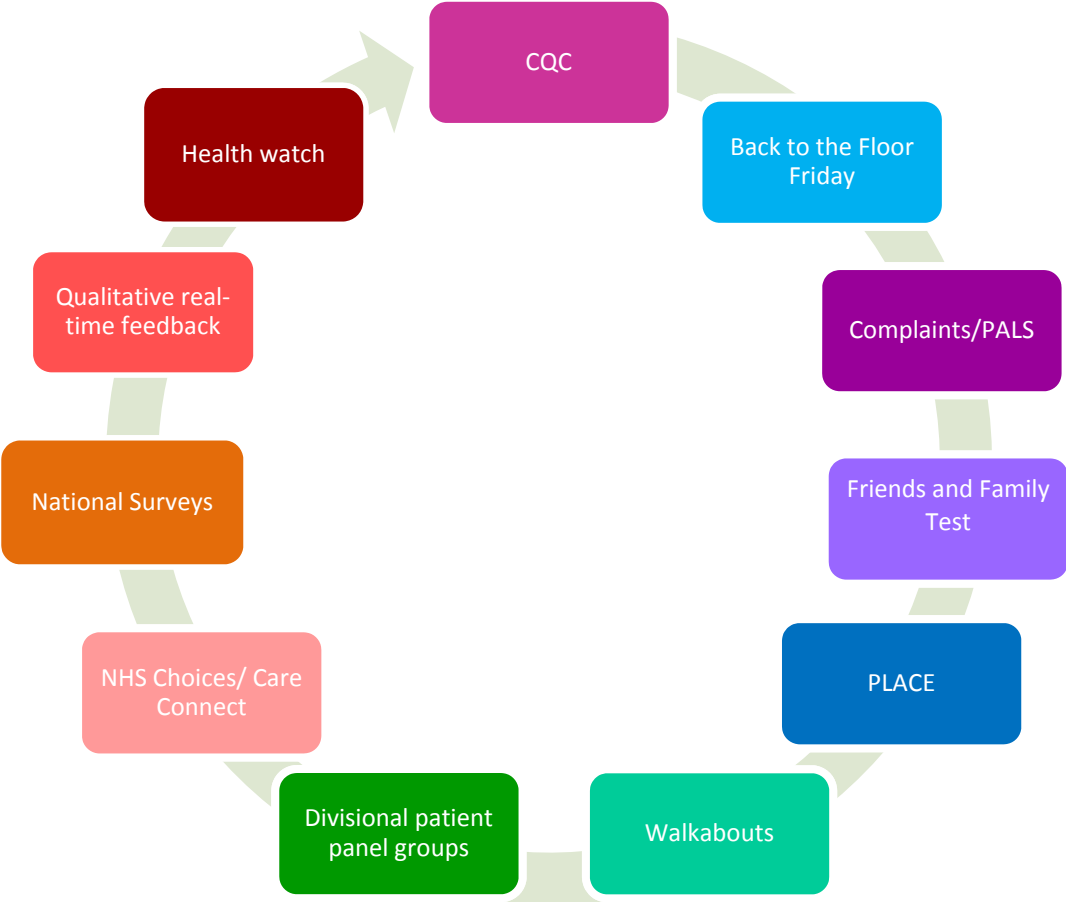 CQC
Back to the Floor
Friday
Complaints/PALS
Friends and Family
Test
PLACE
Walkabouts
Divisional patient
panel groups
NHS Choices/ Care
Connect
National Surveys
Qualitative real-
time feedback
Health watch